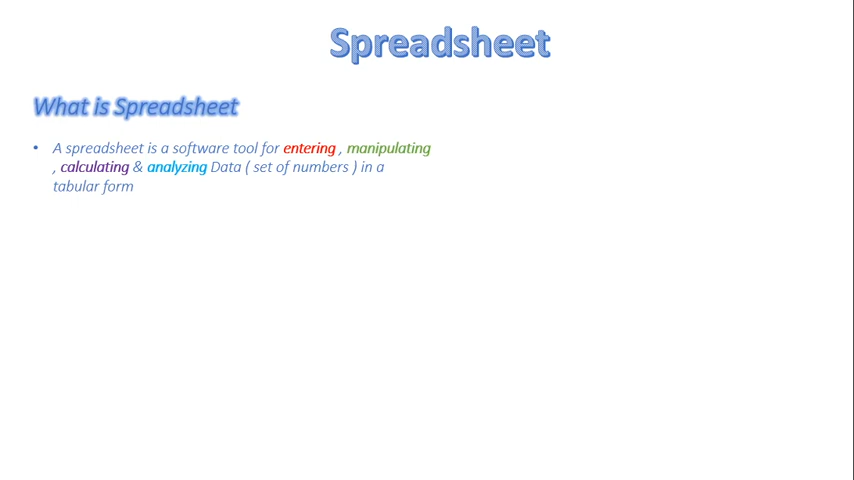 Spreadsheet
What is Spreadsheet
• A spreadsheet is a software tool for entering , manipulating
, calculating & analyzing Data ( set of numbers ) in a
tabular form